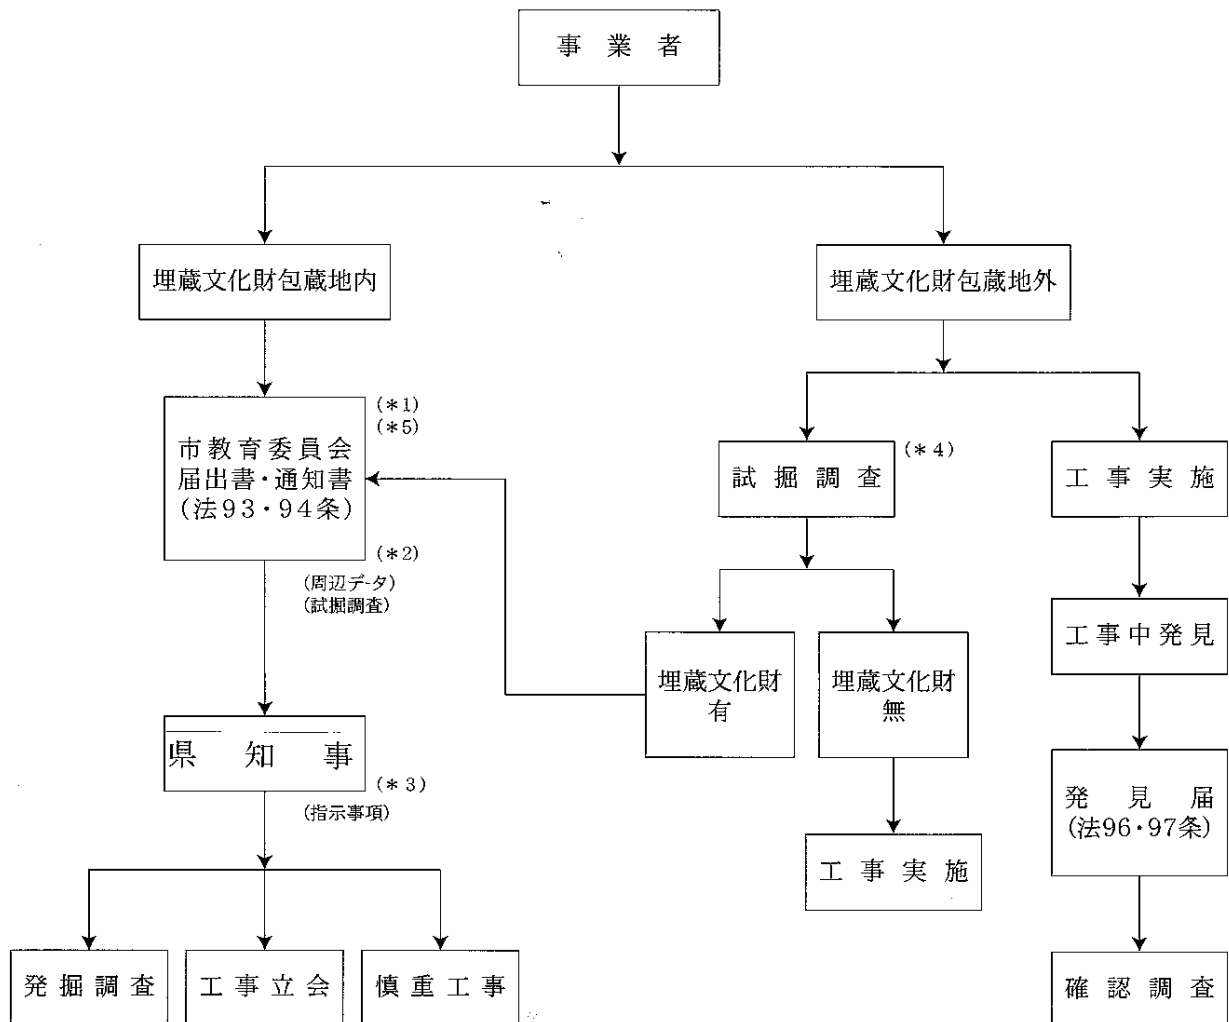 事業者
埋蔵文化財包蔵地内
埋蔵文化財包蔵地外
(*1)
(*5)
市教育委員会
届出書・通知書
(法93・94条)
(*2)
(周辺データ)
(試掘調査)
試掘調査
(*4)
工事実施
埋蔵文化財
有
埋蔵文化財
無
工事中発見
県知事
(*3)
(指示事項)
発見届
(法96・97条)
工事実施
発掘調査
工事立会
慎重工事
確認調査